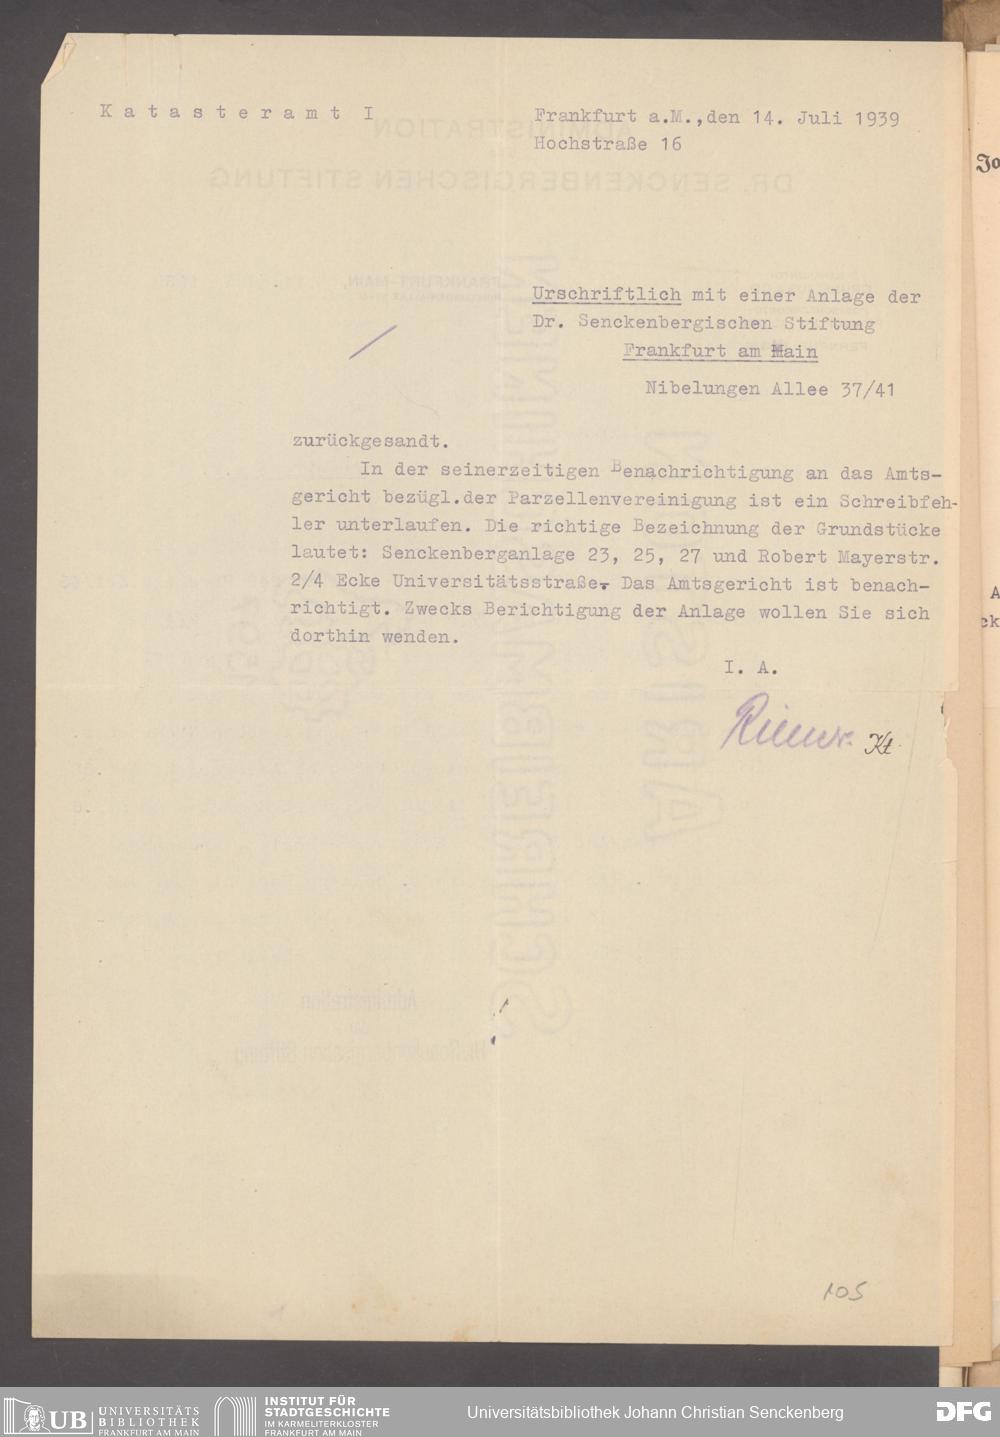 Katasteramt I
Frankfurt a.M.,den 14. Juli 1939
Hochstraße 16
Urschriftlich mit einer Anlage der
Dr. Senckenbergischen Stiftung
Frankfurt am Main
Nibelungen Allee 37/41
zurückgesandt.
In der seinerzeitigen Benachrichtigung an das Amts-
gericht bezügl.der Parzellenvereinigung ist ein Schreibfeh-
ler unterlaufen. Die richtige Bezeichnung der Grundstücke
lautet: Senckenberganlage 23, 25, 27 und Robert Mayerstr.
2/4 Ecke Universitätsstraße. Das Amtsgericht ist benach-
richtigt. Zwecks Berichtigung der Anlage wollen Sie sich
dorthin wenden.
I. A.
105
UB UNIVERSITÄTS
BIBLIOTHEK
FRANKFURT AM MAIN
INSTITUT FÜR
STADTGESCHICHTE
IM KARMELITERKLOSTER
FRANKFURT AM MAIN
Universitätsbibliothek Johann Christian Senckenberg
DFG